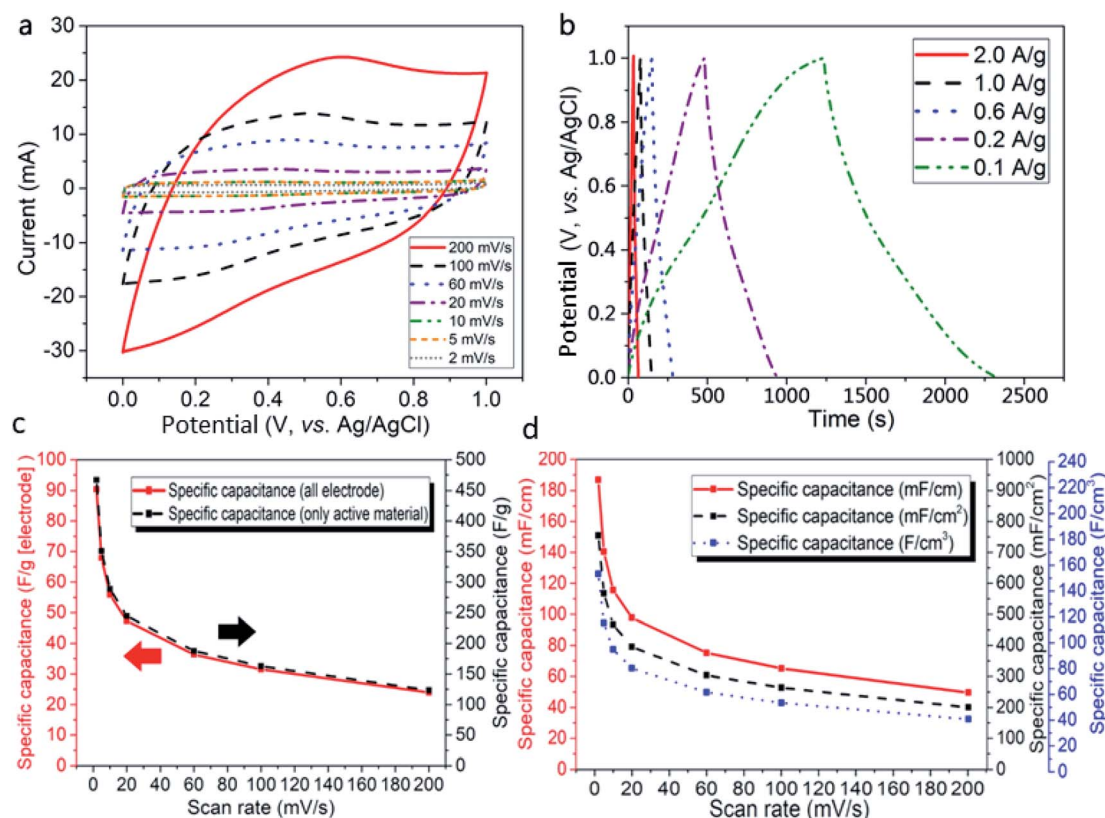 a
30
20
10
0
-10
-20
-30
Current (mA)
0.0 0.2 0.4 0.6 0.8 1.0
Potential (V, vs. Ag/AgCl)
200 mV/s
100 mV/s
60 mV/s
20 mV/s
10 mV/s
5 mV/s
2 mV/s
b
1.0
0.8
0.6
0.4
0.2
0.0
Potential (V, vs. Ag/AgCl)
0 500 1000 1500 2000 2500
Time (s)
2.0 A/g
1.0 A/g
0.6 A/g
0.2 A/g
0.1 A/g
c
100
90
80
70
60
50
40
30
20
10
0
Specific capacitance (F/g [electrode])
Specific capacitance (all electrode)
Specific capacitance (only active material)
500
450
400
350
300
250
200
150
100
50
0
Specific capacitance (F/g)
0 20 40 60 80 100 120 140 160 180 200
Scan rate (mV/s)
d
200
180
160
140
120
100
80
60
40
20
0
Specific capacitance (mF/cm)
Specific capacitance (mF/cm)
Specific capacitance (mF/cm²)
Specific capacitance (F/cm³)
1000
900
800
700
600
500
400
300
200
100
0
Specific capacitance (mF/cm²)
240
220
200
180
160
140
120
100
80
60
40
20
0
Specific capacitance (F/cm³)
0 20 40 60 80 100 120 140 160 180 200
Scan rate (mV/s)